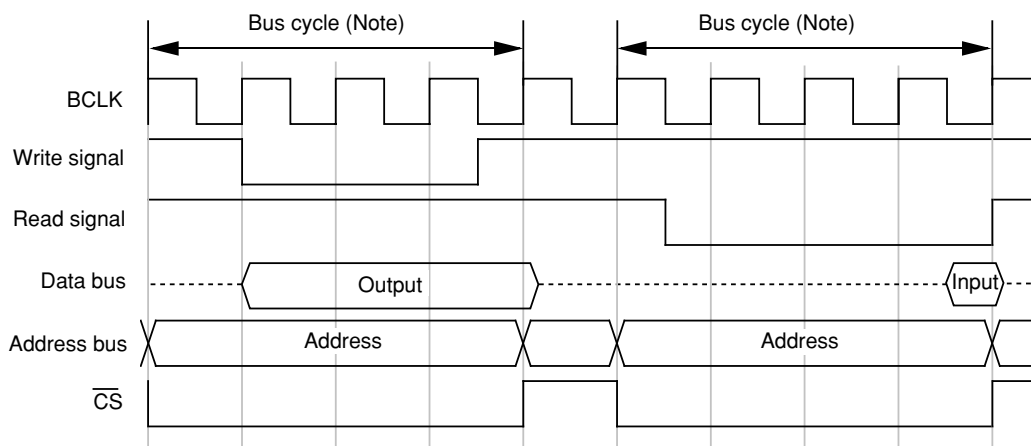 Bus cycle (Note) Bus cycle (Note)
BCLK
Write signal
Read signal
Data bus Output Input
Address bus Address Address
C̅S̅